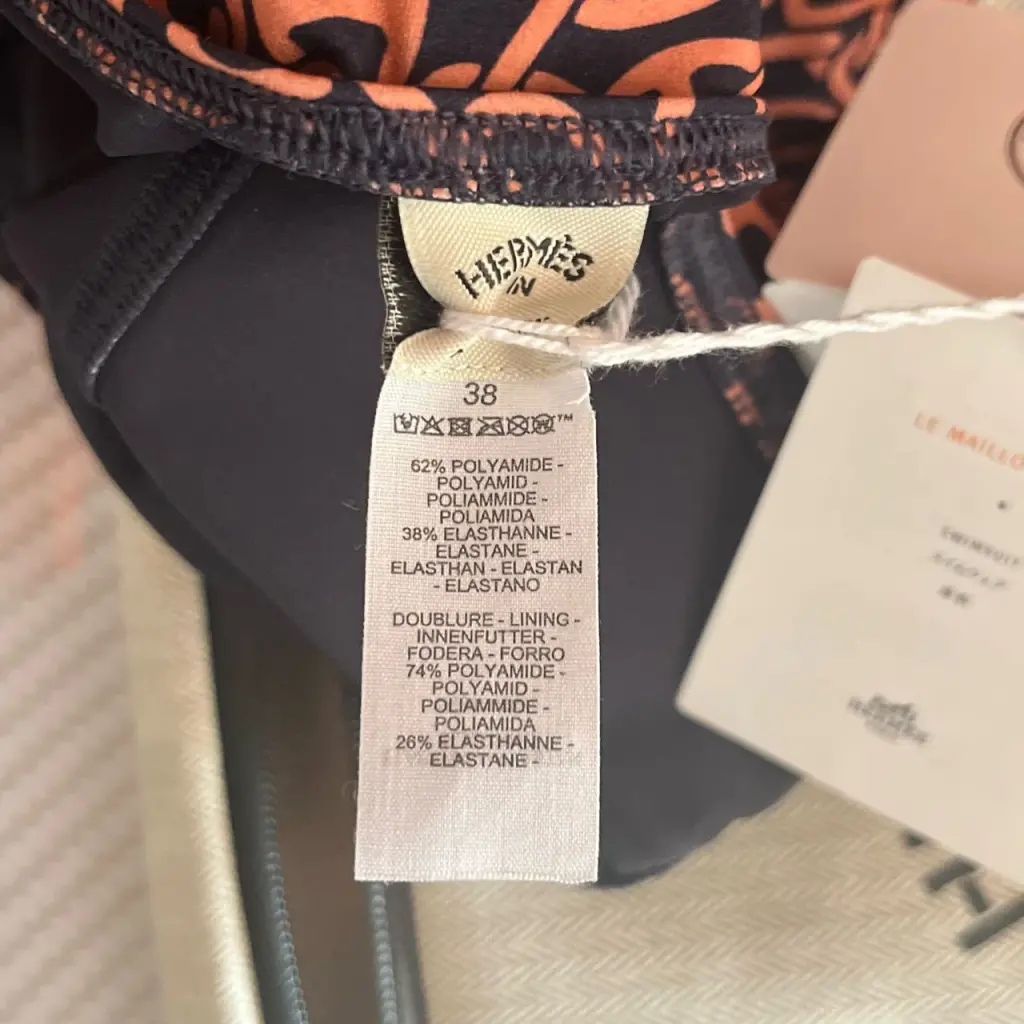 HERMÈS
IN
38
62% POLYAMIDE -
POLYAMID -
POLIAMMIDE -
POLIAMIDA
38% ELASTHANNE -
ELASTANE -
ELASTHAN - ELASTAN
- ELASTANO
DOUBLURE - LINING -
INNENFUTTER -
FODERA - FORRO
74% POLYAMIDE -
POLYAMID -
POLIAMMIDE -
POLIAMIDA
26% ELASTHANNE -
ELASTANE -
LE MAILLO
SWIMSUIT
HERMES